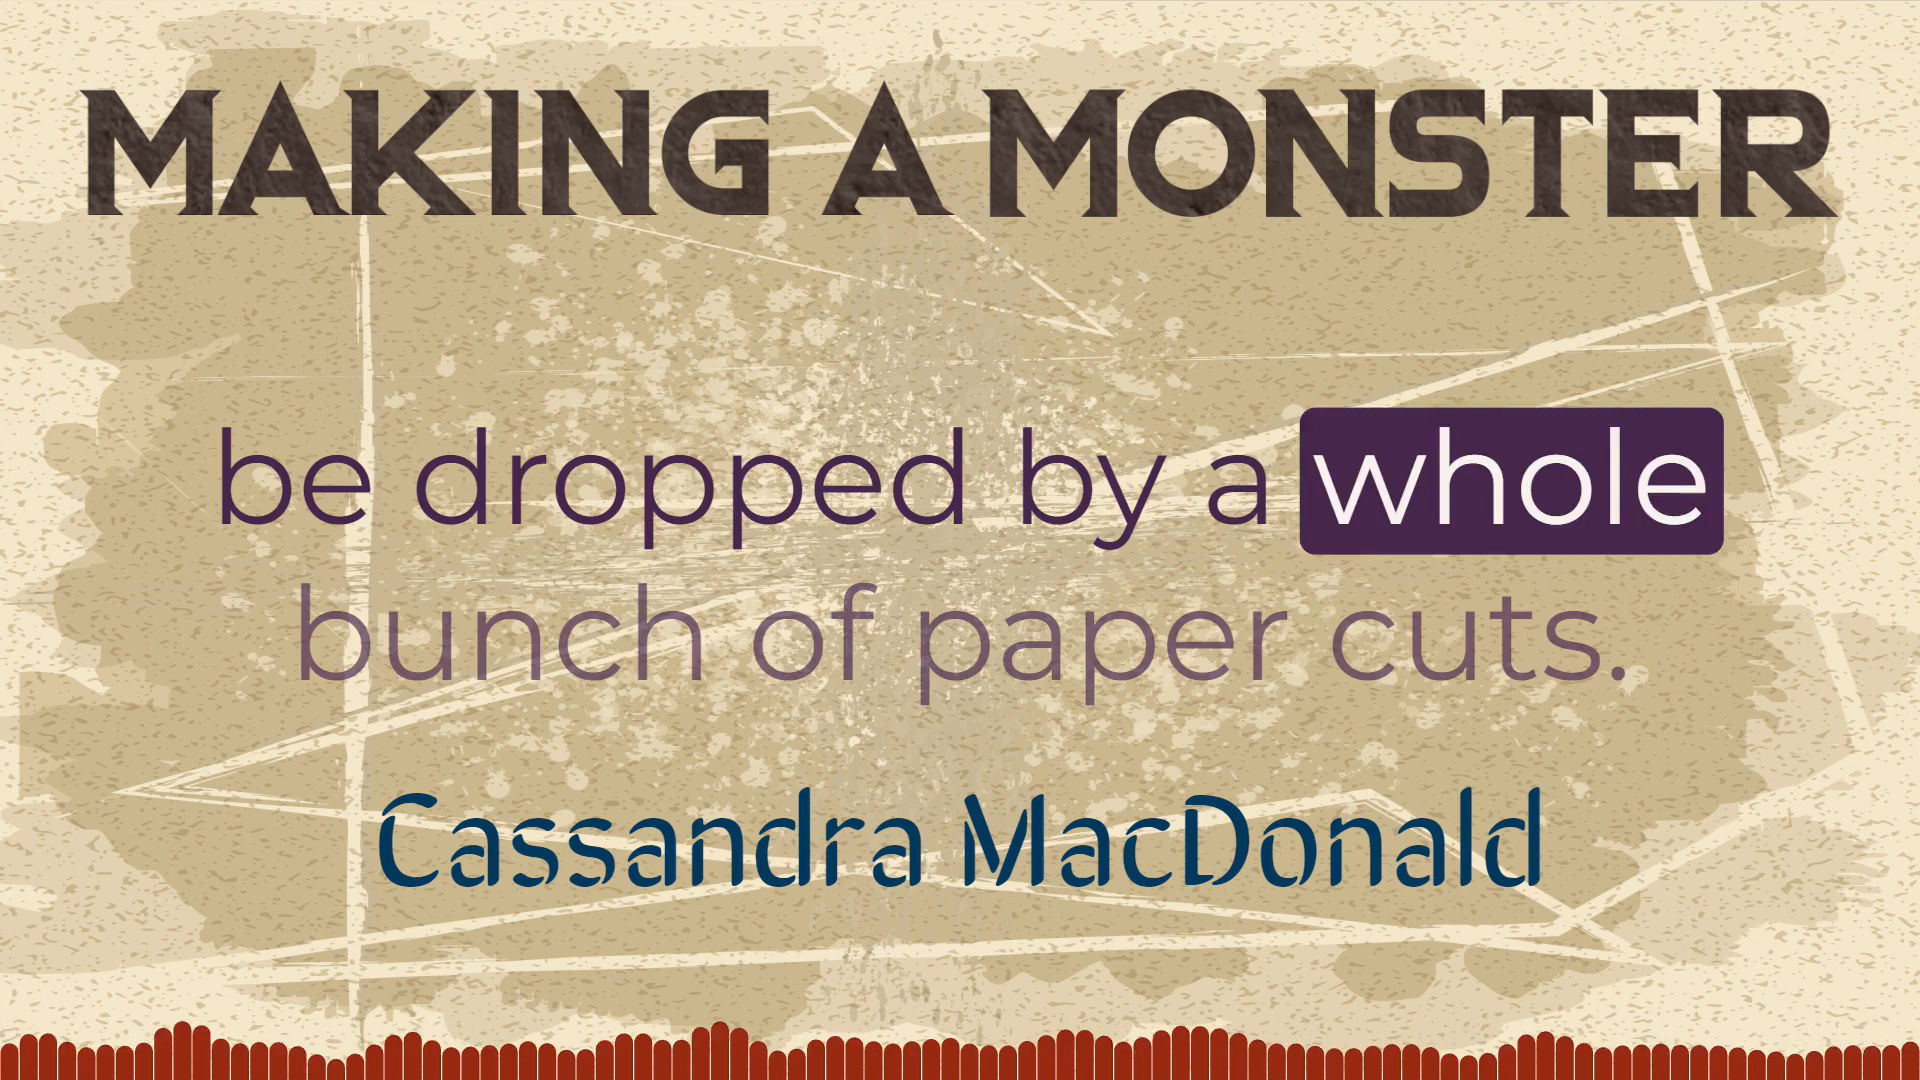 MAKING A MONSTER
be dropped by a whole
bunch of paper cuts.
Cassandra MacDonald